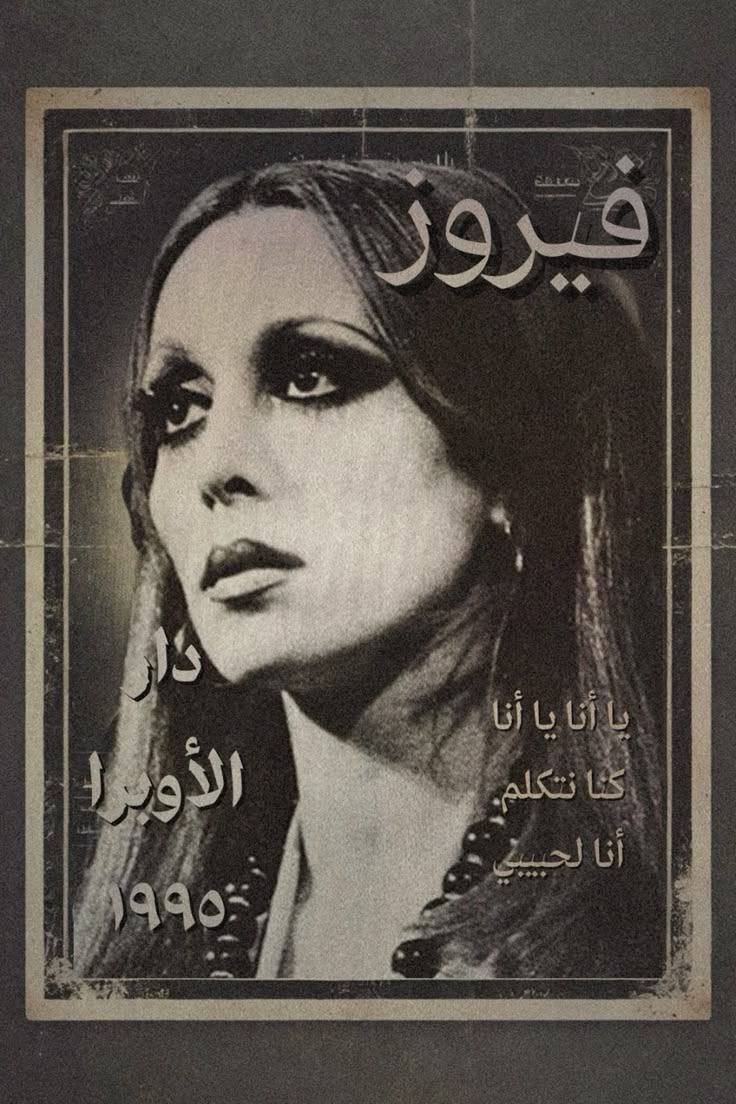 فيروز
يا أنا يا أنا
كنا نتكلم
أنا لحبيبي
دار
الأوبرا
١٩٩٥